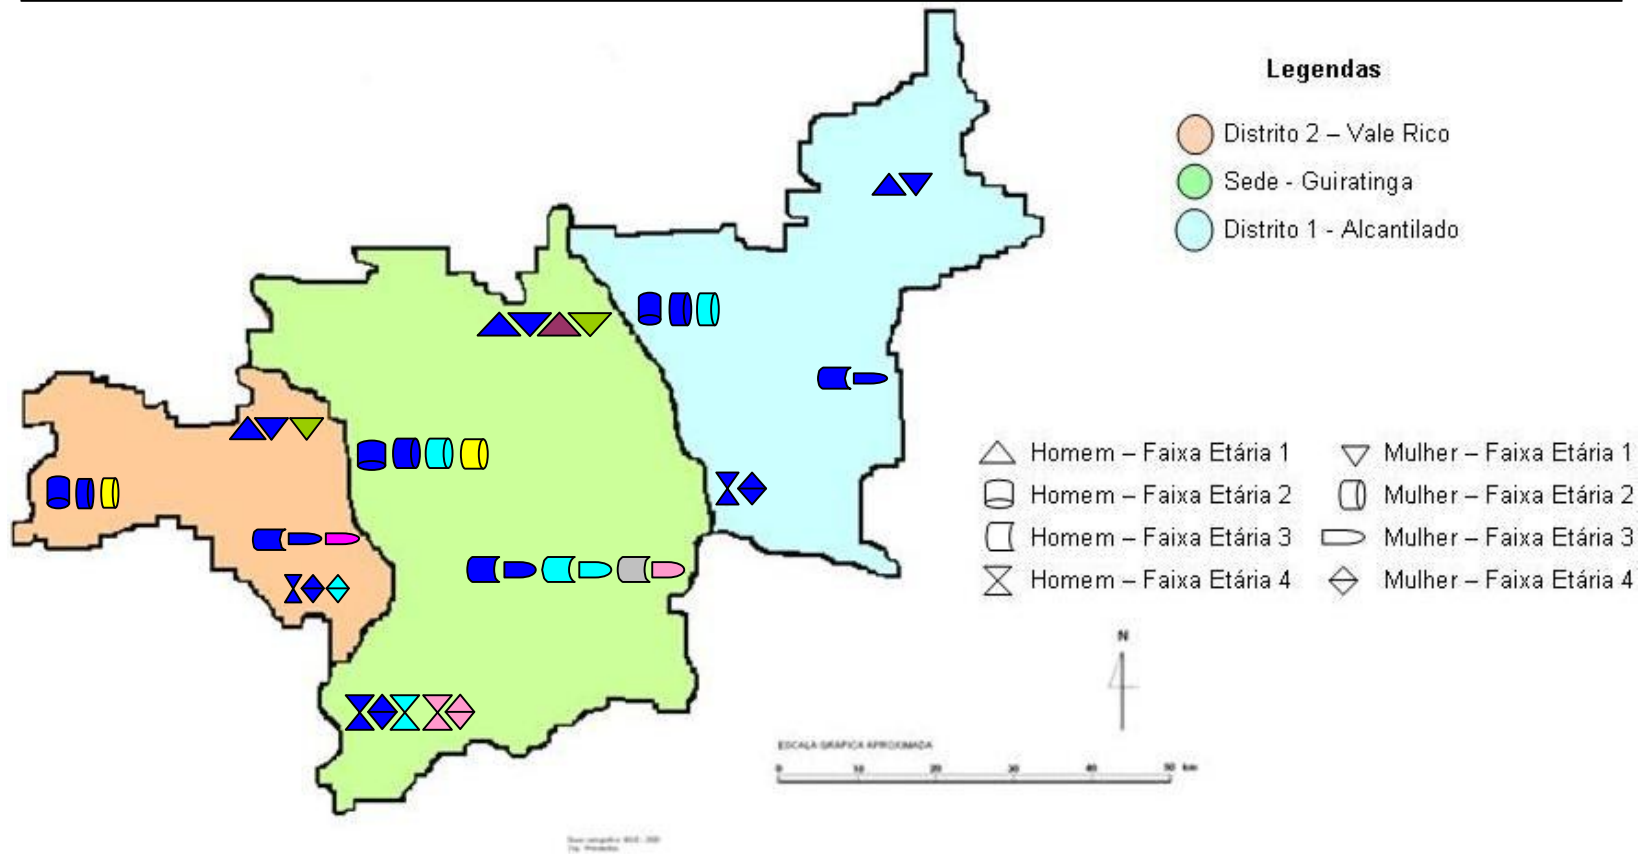 Legendas
Distrito 2 – Vale Rico
Sede - Guiratinga
Distrito 1 - Alcantilado
Homem – Faixa Etária 1
Mulher – Faixa Etária 1
Homem – Faixa Etária 2
Mulher – Faixa Etária 2
Homem – Faixa Etária 3
Mulher – Faixa Etária 3
Homem – Faixa Etária 4
Mulher – Faixa Etária 4
N
ESCALA GRÁFICA APROXIMADA
0 10 20 30 40 50 km